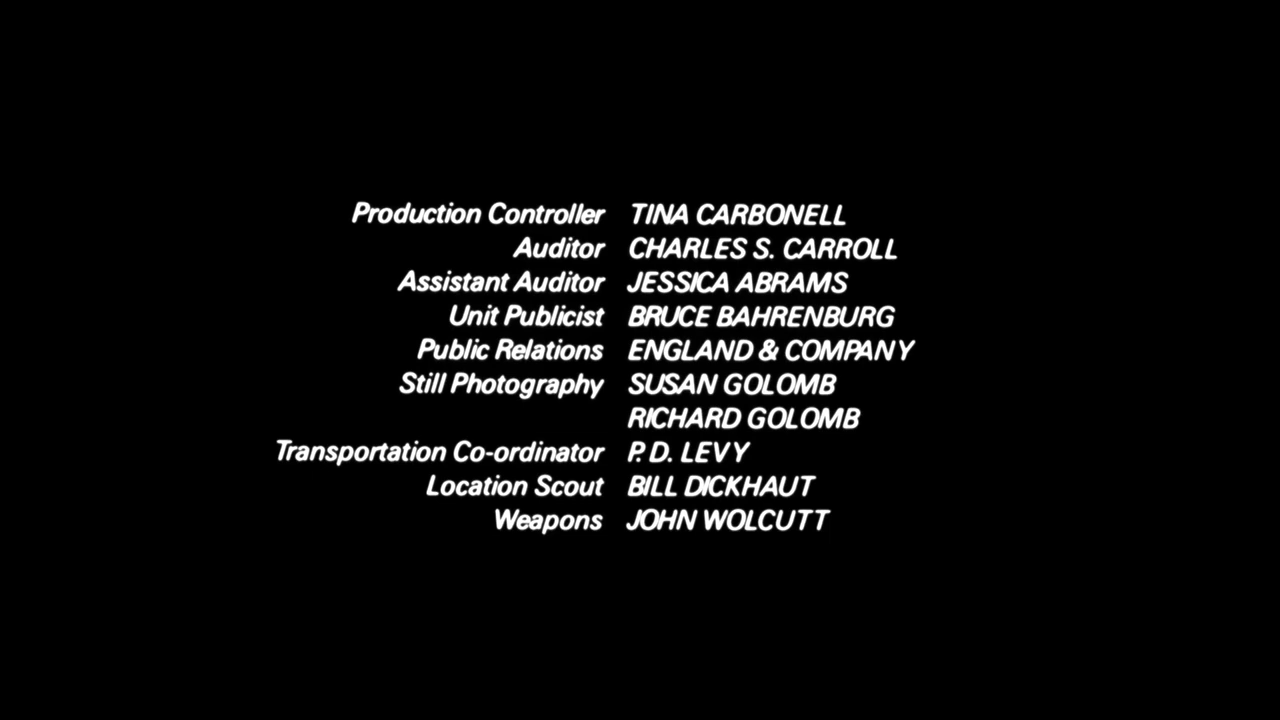 Production Controller TINA CARBONELL
Auditor CHARLES S. CARROLL
Assistant Auditor JESSICA ABRAMS
Unit Publicist BRUCE BAHRENBURG
Public Relations ENGLAND & COMPANY
Still Photography SUSAN GOLOMB
RICHARD GOLOMB
Transportation Co-ordinator P. D. LEVY
Location Scout BILL DICKHAUT
Weapons JOHN WOLCUTT